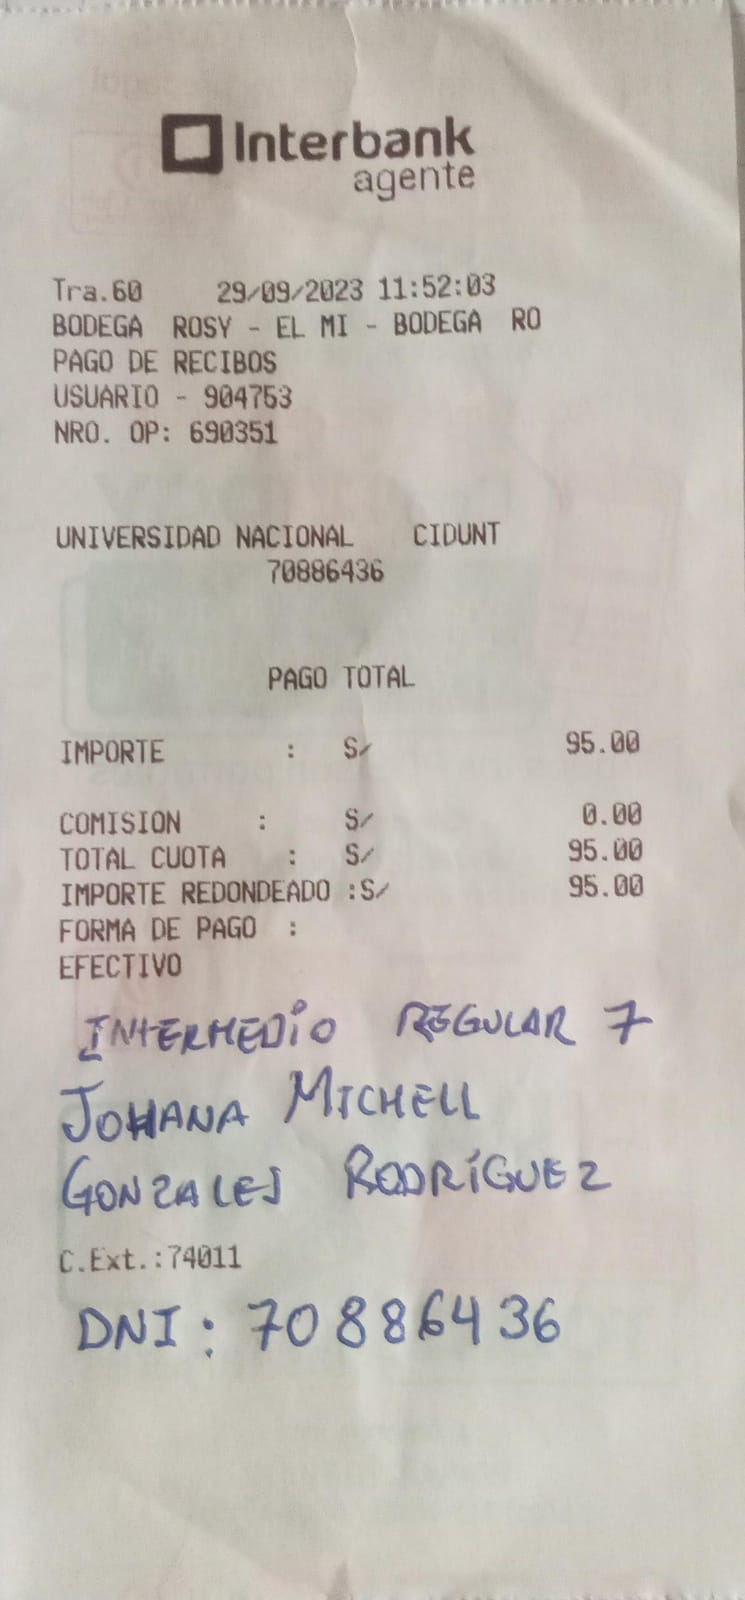 Interbank
agente
Tra.60 29/09/2023 11:52:03
BODEGA ROSY - EL MI - BODEGA RO
PAGO DE RECIBOS
USUARIO - 904753
NRO. OP: 690351
UNIVERSIDAD NACIONAL CIDUNT
70886436
PAGO TOTAL
IMPORTE : S/ 95.00
COMISION : S/ 0.00
TOTAL CUOTA : S/ 95.00
IMPORTE REDONDEADO :S/ 95.00
FORMA DE PAGO :
EFECTIVO
INTERMEDIO REGULAR 7
JOHANA MICHELL
GONZALES RODRÍGUEZ
C.Ext.:74011
DNI: 70886436